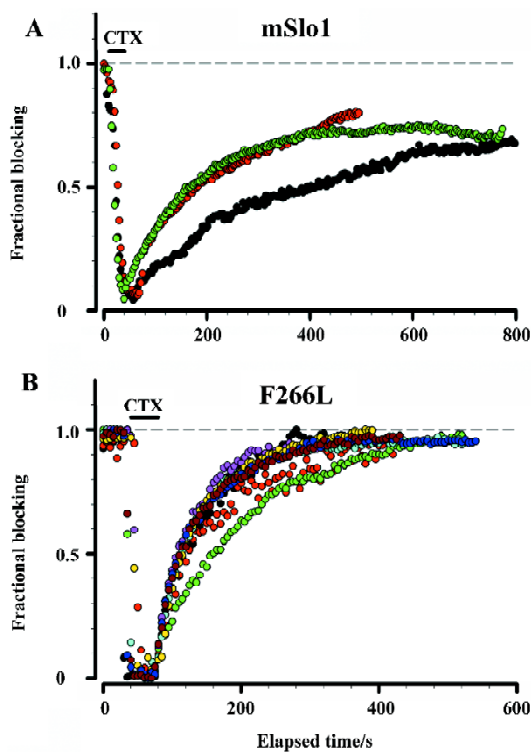 A
mSlo1
CTX
1.0
0.5
0
Fractional blocking
0
200
400
600
800
B
F266L
CTX
1.0
0.5
0
Fractional blocking
0
200
400
600
Elapsed time/s